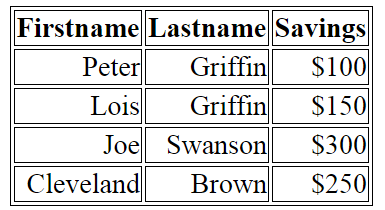 Firstname Lastname Savings
Peter Griffin $100
Lois Griffin $150
Joe Swanson $300
Cleveland Brown $250